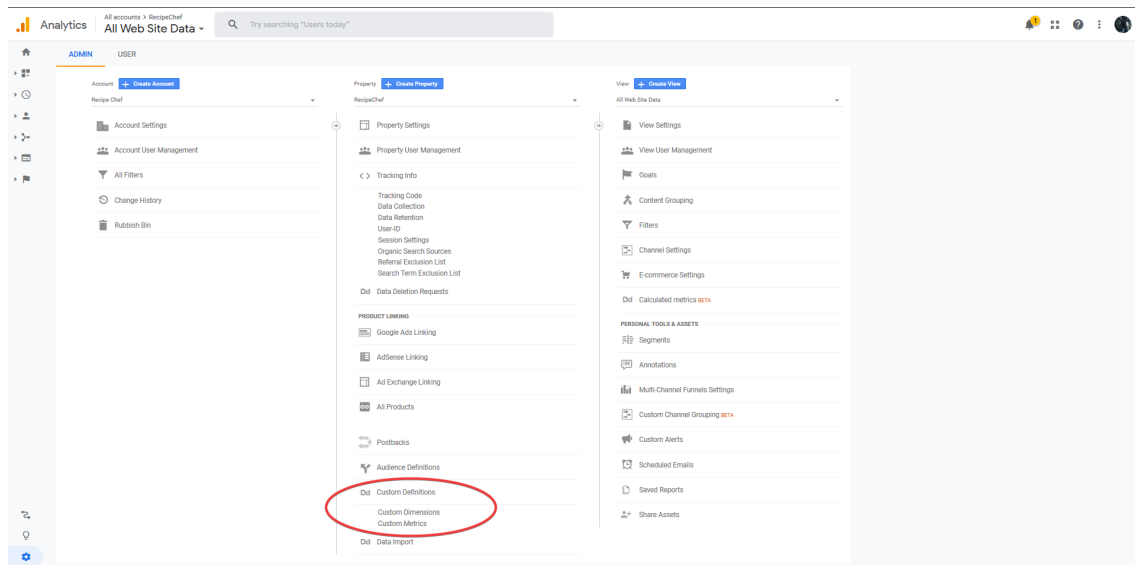 All accounts > RecipeChef
Analytics
All Web Site Data
Try searching "Users today"
1
ADMIN
USER
Account
+ Create Account
Recipe Chef
Account Settings
Account User Management
All Filters
Change History
Rubbish Bin
Property
+ Create Property
RecipeChef
Property Settings
Property User Management
Tracking Info
Tracking Code
Data Collection
Data Retention
User-ID
Session Settings
Organic Search Sources
Referral Exclusion List
Search Term Exclusion List
Dd Data Deletion Requests
PRODUCT LINKING
Google Ads Linking
AdSense Linking
Ad Exchange Linking
All Products
Postbacks
Audience Definitions
Dd Custom Definitions
Custom Dimensions
Custom Metrics
Dd Data Import
View
+ Create View
All Web Site Data
View Settings
View User Management
Goals
Content Grouping
Filters
Channel Settings
E-commerce Settings
Dd Calculated metrics BETA
PERSONAL TOOLS & ASSETS
Segments
Annotations
Multi-Channel Funnels Settings
Custom Channel Grouping BETA
Custom Alerts
Scheduled Emails
Saved Reports
Share Assets